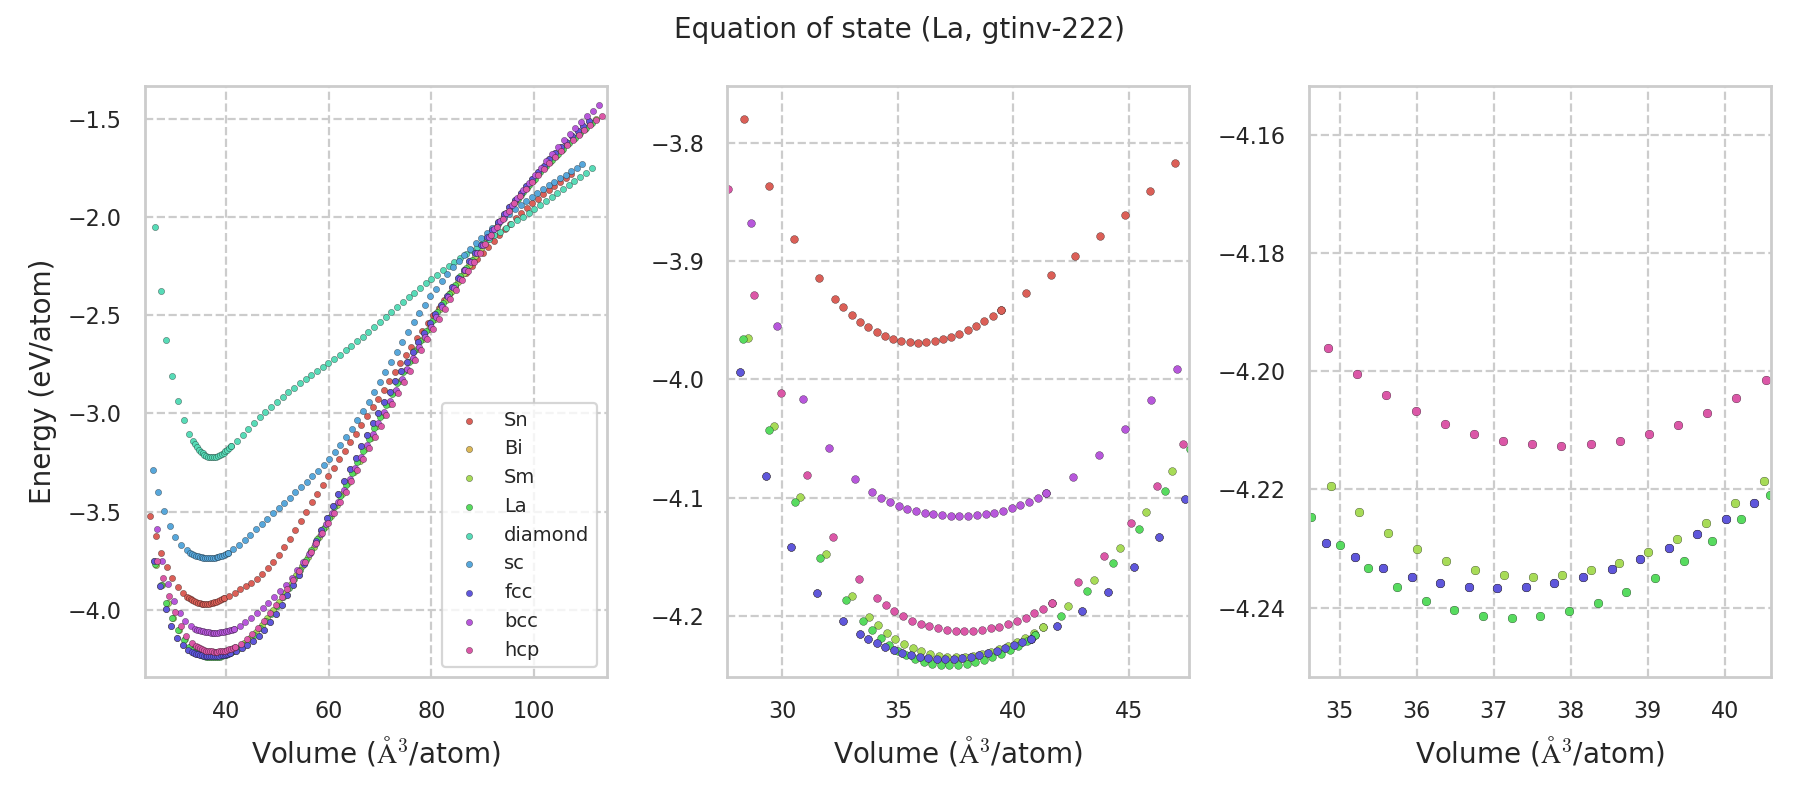 Equation of state (La, gtinv-222)
Energy (eV/atom)
−1.5
−2.0
−2.5
−3.0
−3.5
−4.0
40
60
80
100
Volume (Å³/atom)
Sn
Bi
Sm
La
diamond
sc
fcc
bcc
hcp
−3.8
−3.9
−4.0
−4.1
−4.2
30
35
40
45
Volume (Å³/atom)
−4.16
−4.18
−4.20
−4.22
−4.24
35
36
37
38
39
40
Volume (Å³/atom)